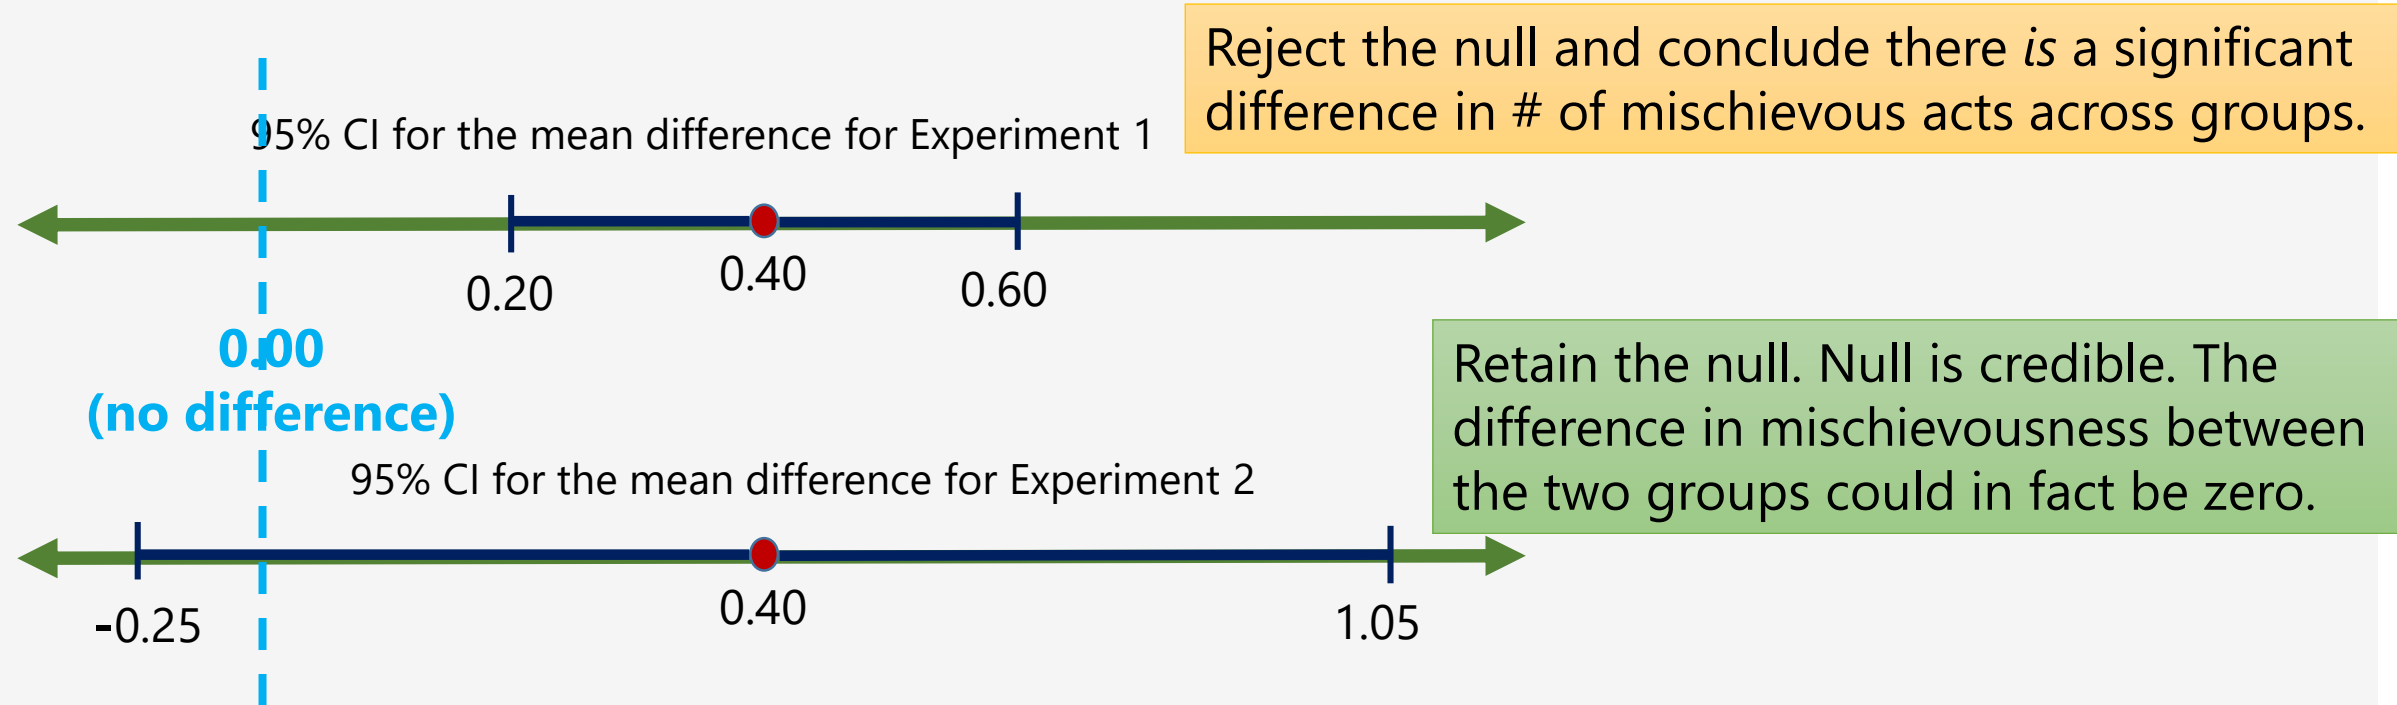 Reject the null and conclude there is a significant
difference in # of mischievous acts across groups.
95% CI for the mean difference for Experiment 1
0.20
0.40
0.60
0.00
(no difference)
Retain the null. Null is credible. The
difference in mischievousness between
the two groups could in fact be zero.
95% CI for the mean difference for Experiment 2
-0.25
0.40
1.05